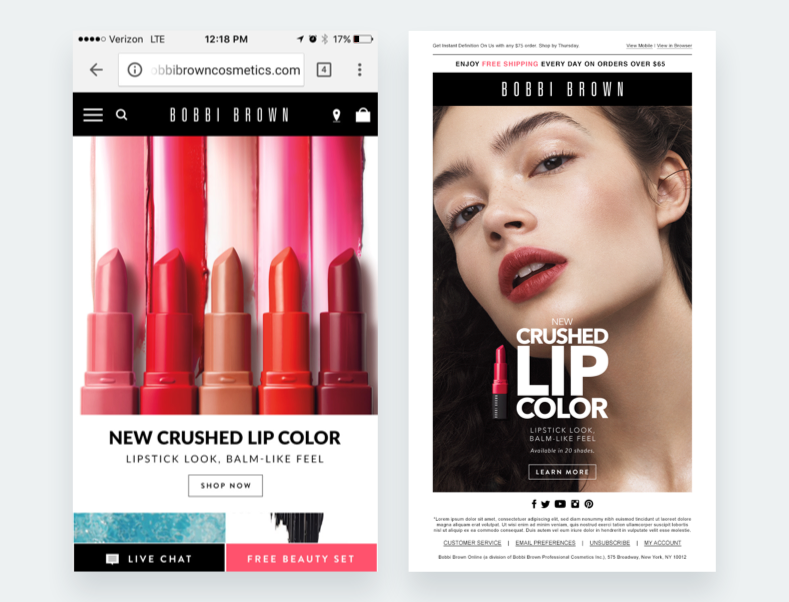 Verizon LTE 12:18 PM 17%
obbibrowncosmetics.com 4
BOBBI BROWN
NEW CRUSHED LIP COLOR
LIPSTICK LOOK, BALM-LIKE FEEL
SHOP NOW
LIVE CHAT FREE BEAUTY SET
Get Instant Definition On Us with any $75 order. Shop by Thursday. View Mobile | View in Browser
ENJOY FREE SHIPPING EVERY DAY ON ORDERS OVER $65
BOBBI BROWN
NEW
CRUSHED
LIP
COLOR
LIPSTICK LOOK,
BALM-LIKE FEEL
Available in 20 shades.
LEARN MORE
*Lorem ipsum dolor sit amet, consectetuer adipiscing elit, sed diam nonummy nibh euismod tincidunt ut laoreet dolore
magna aliquam erat volutpat. Ut wisi enim ad minim veniam, quis nostrud exerci tation ullamcorper suscipit lobortis
nisl ut aliquip ex ea commodo consequat. Duis autem vel eum iriure dolor in hendrerit in vulputate velit esse molestie.
CUSTOMER SERVICE | EMAIL PREFERENCES | UNSUBSCRIBE | MY ACCOUNT
Bobbi Brown Online (a division of Bobbi Brown Professional Cosmetics Inc.), 575 Broadway, New York, NY 10012